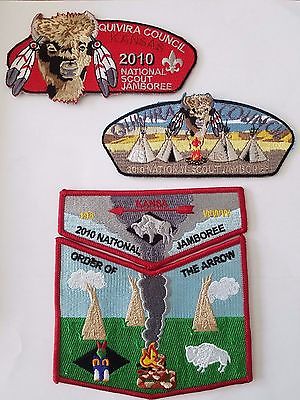 QUIVIRA COUNCIL
KANSAS
2010
NATIONAL
SCOUT
JAMBOREE
QUIVIRA COUNCIL
2010 NATIONAL SCOUT JAMBOREE
KANSA
2010 NATIONAL JAMBOREE
ORDER OF THE ARROW